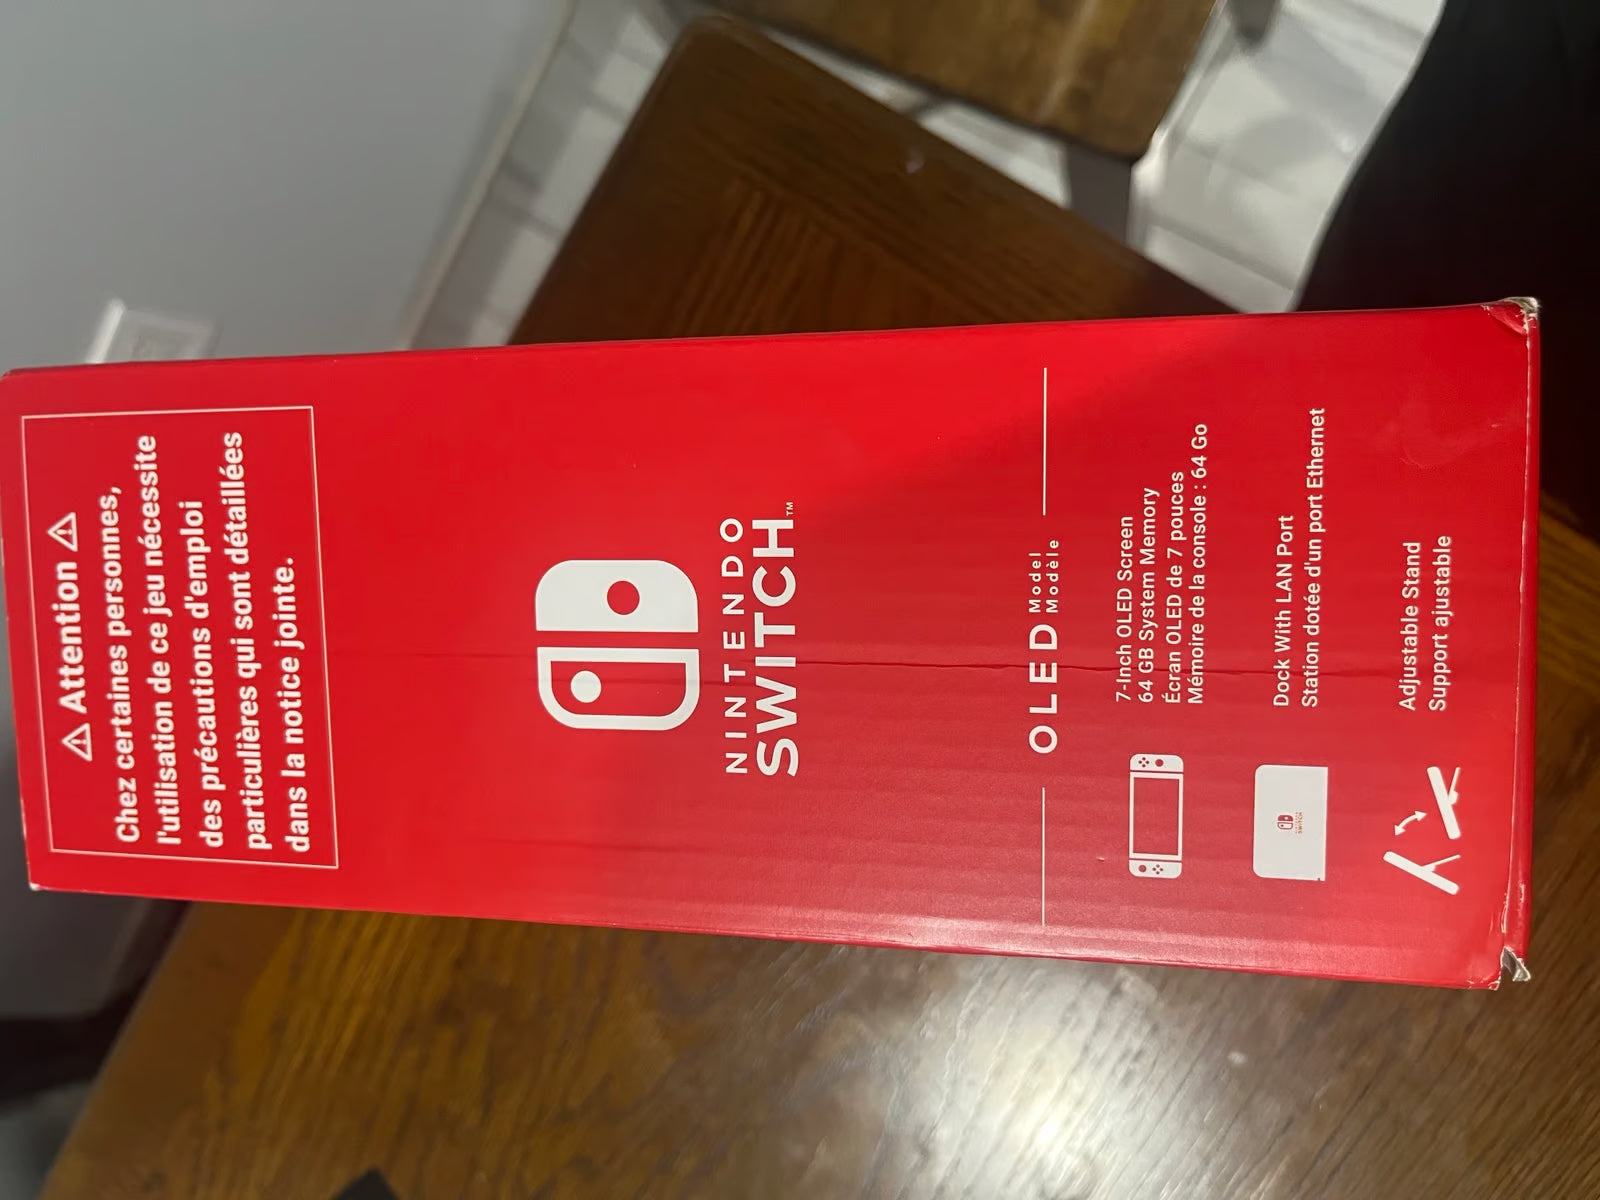 ⚠ Attention ⚠
Chez certaines personnes,
l'utilisation de ce jeu nécessite
des précautions d'emploi
particulières qui sont détaillées
dans la notice jointe.
NINTENDO
SWITCH™
OLED Model
Modèle
7-Inch OLED Screen
64 GB System Memory
Écran OLED de 7 pouces
Mémoire de la console : 64 Go
Dock With LAN Port
Station dotée d'un port Ethernet
Adjustable Stand
Support ajustable